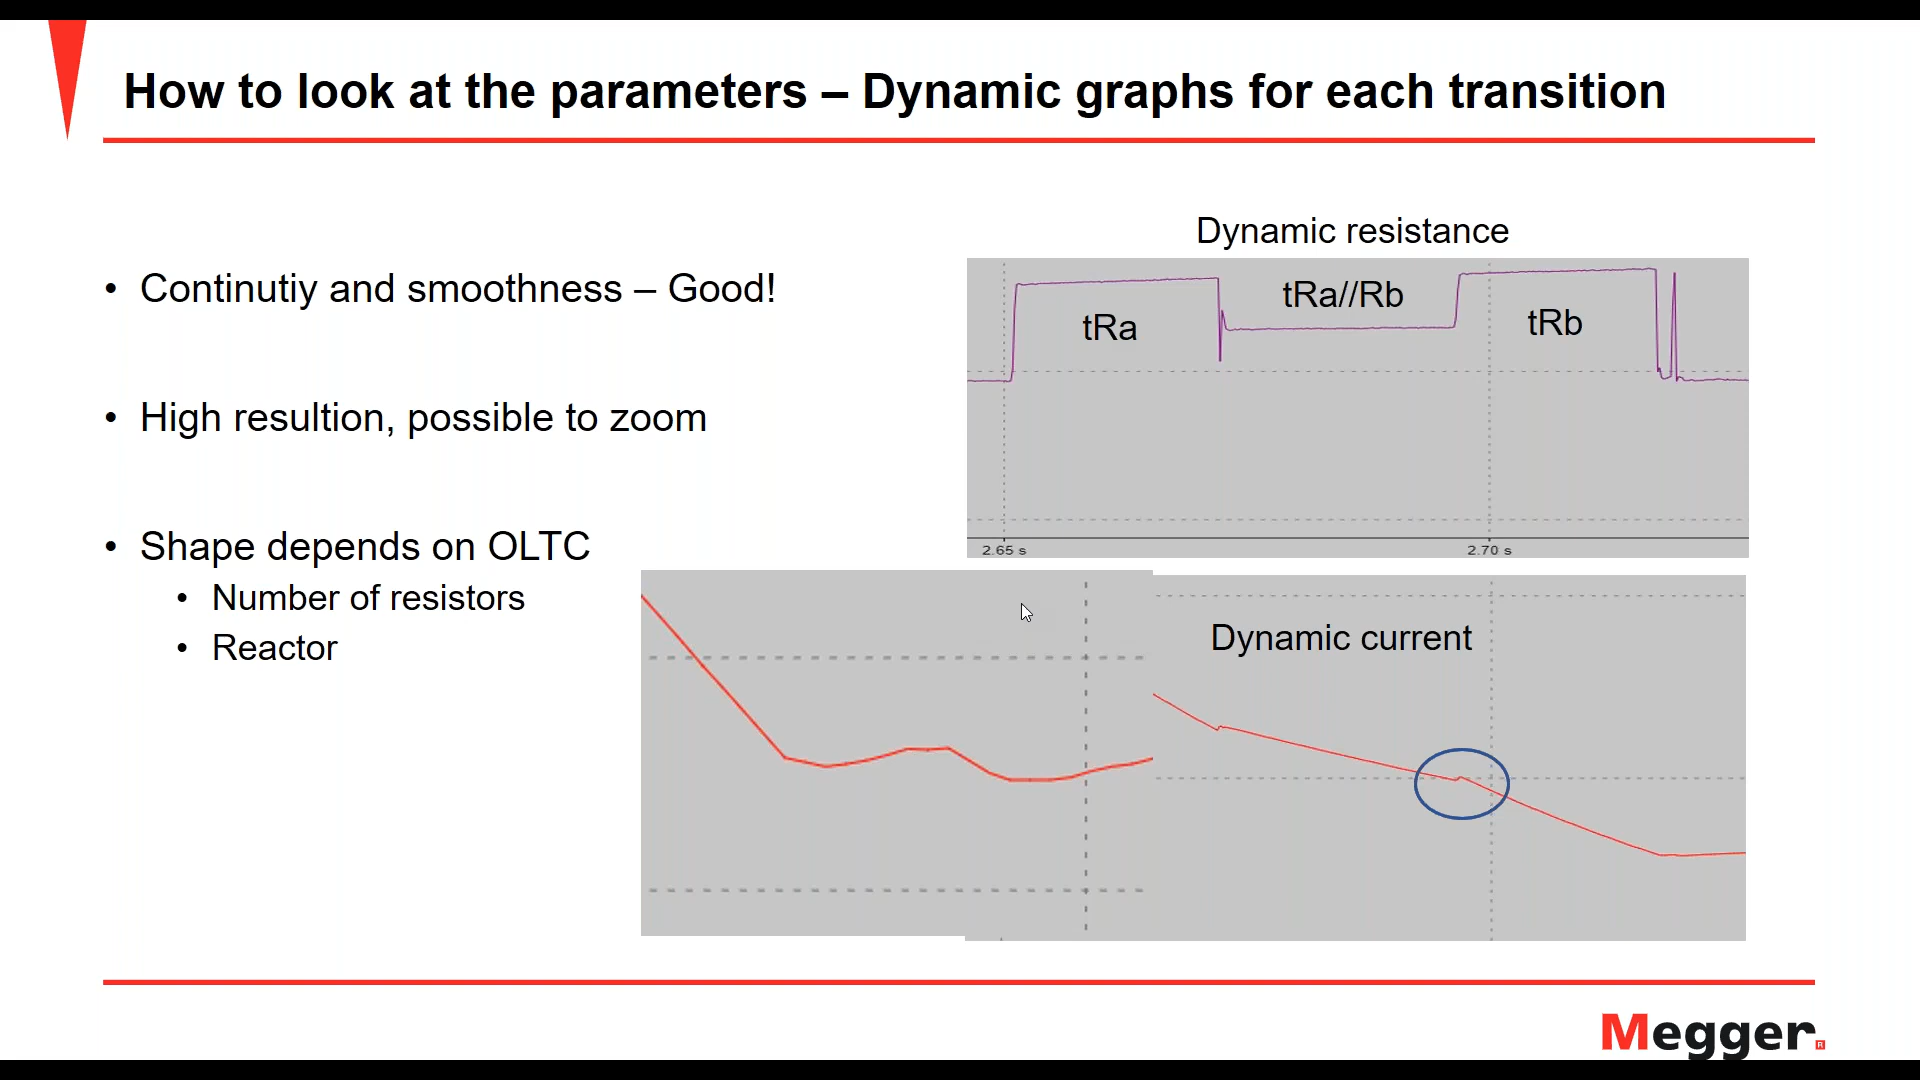 How to look at the parameters – Dynamic graphs for each transition
• Continutiy and smoothness – Good!
• High resultion, possible to zoom
• Shape depends on OLTC
• Number of resistors
• Reactor
Dynamic resistance
tRa
tRa//Rb
tRb
2.65 s
2.70 s
Dynamic current
Megger.